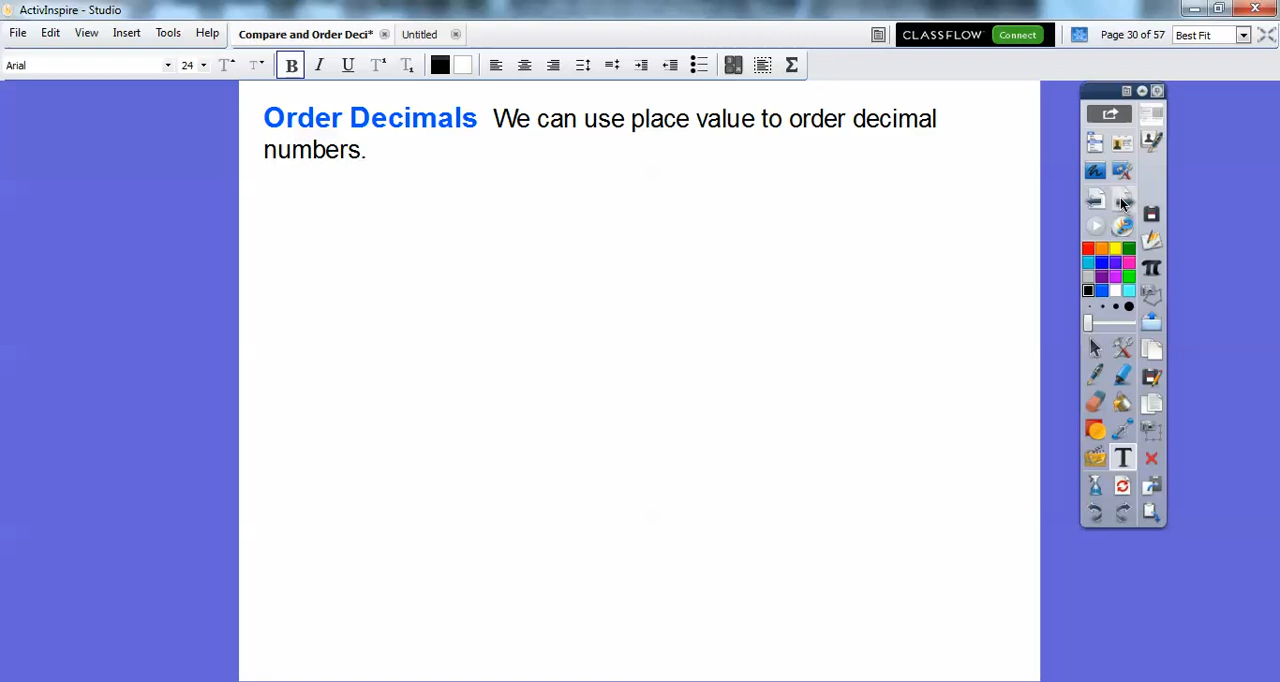 ActivInspire - Studio
File Edit View Insert Tools Help
Compare and Order Deci* Untitled
CLASSFLOW Connect
Page 30 of 57 Best Fit
Arial 24
Order Decimals We can use place value to order decimal
numbers.